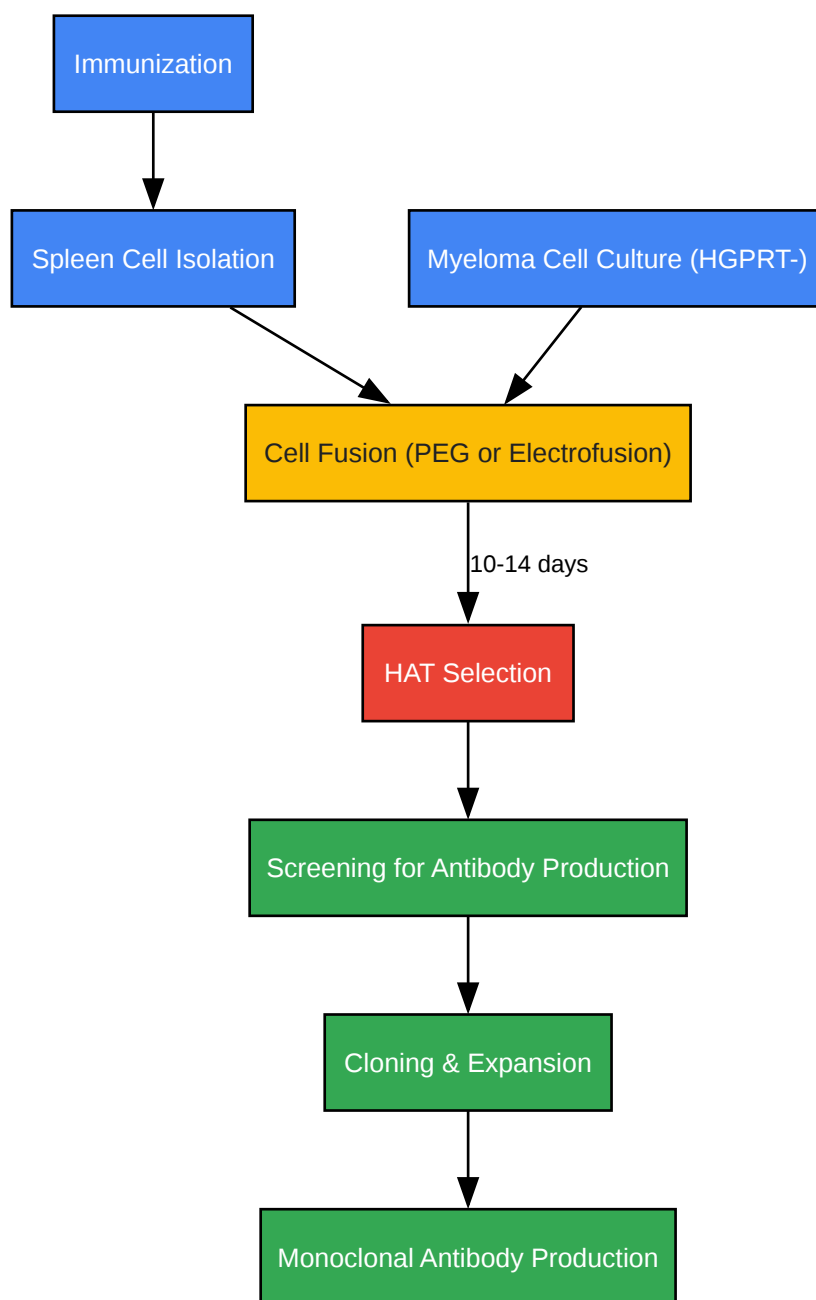 Immunization
Spleen Cell Isolation
Myeloma Cell Culture (HGPRT-)
Cell Fusion (PEG or Electrofusion)
10-14 days
HAT Selection
Screening for Antibody Production
Cloning & Expansion
Monoclonal Antibody Production